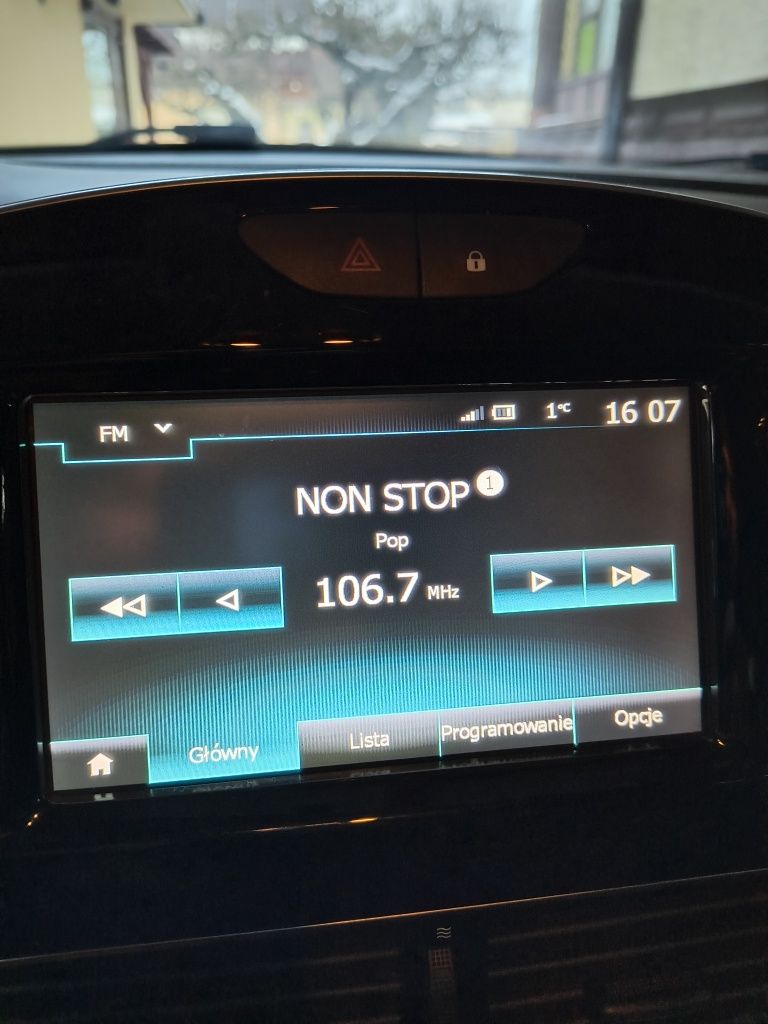 FM 1°C 16 07
NON STOP 1
Pop
106.7 MHz
Główny Lista Programowanie Opcje